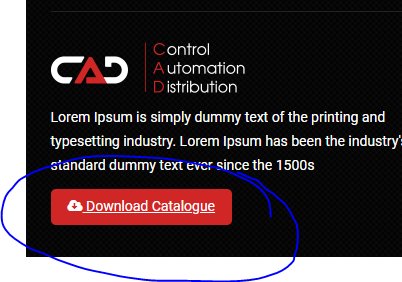 CAD
Control
Automation
Distribution
Lorem Ipsum is simply dummy text of the printing and
typesetting industry. Lorem Ipsum has been the industry's
standard dummy text ever since the 1500s
Download Catalogue